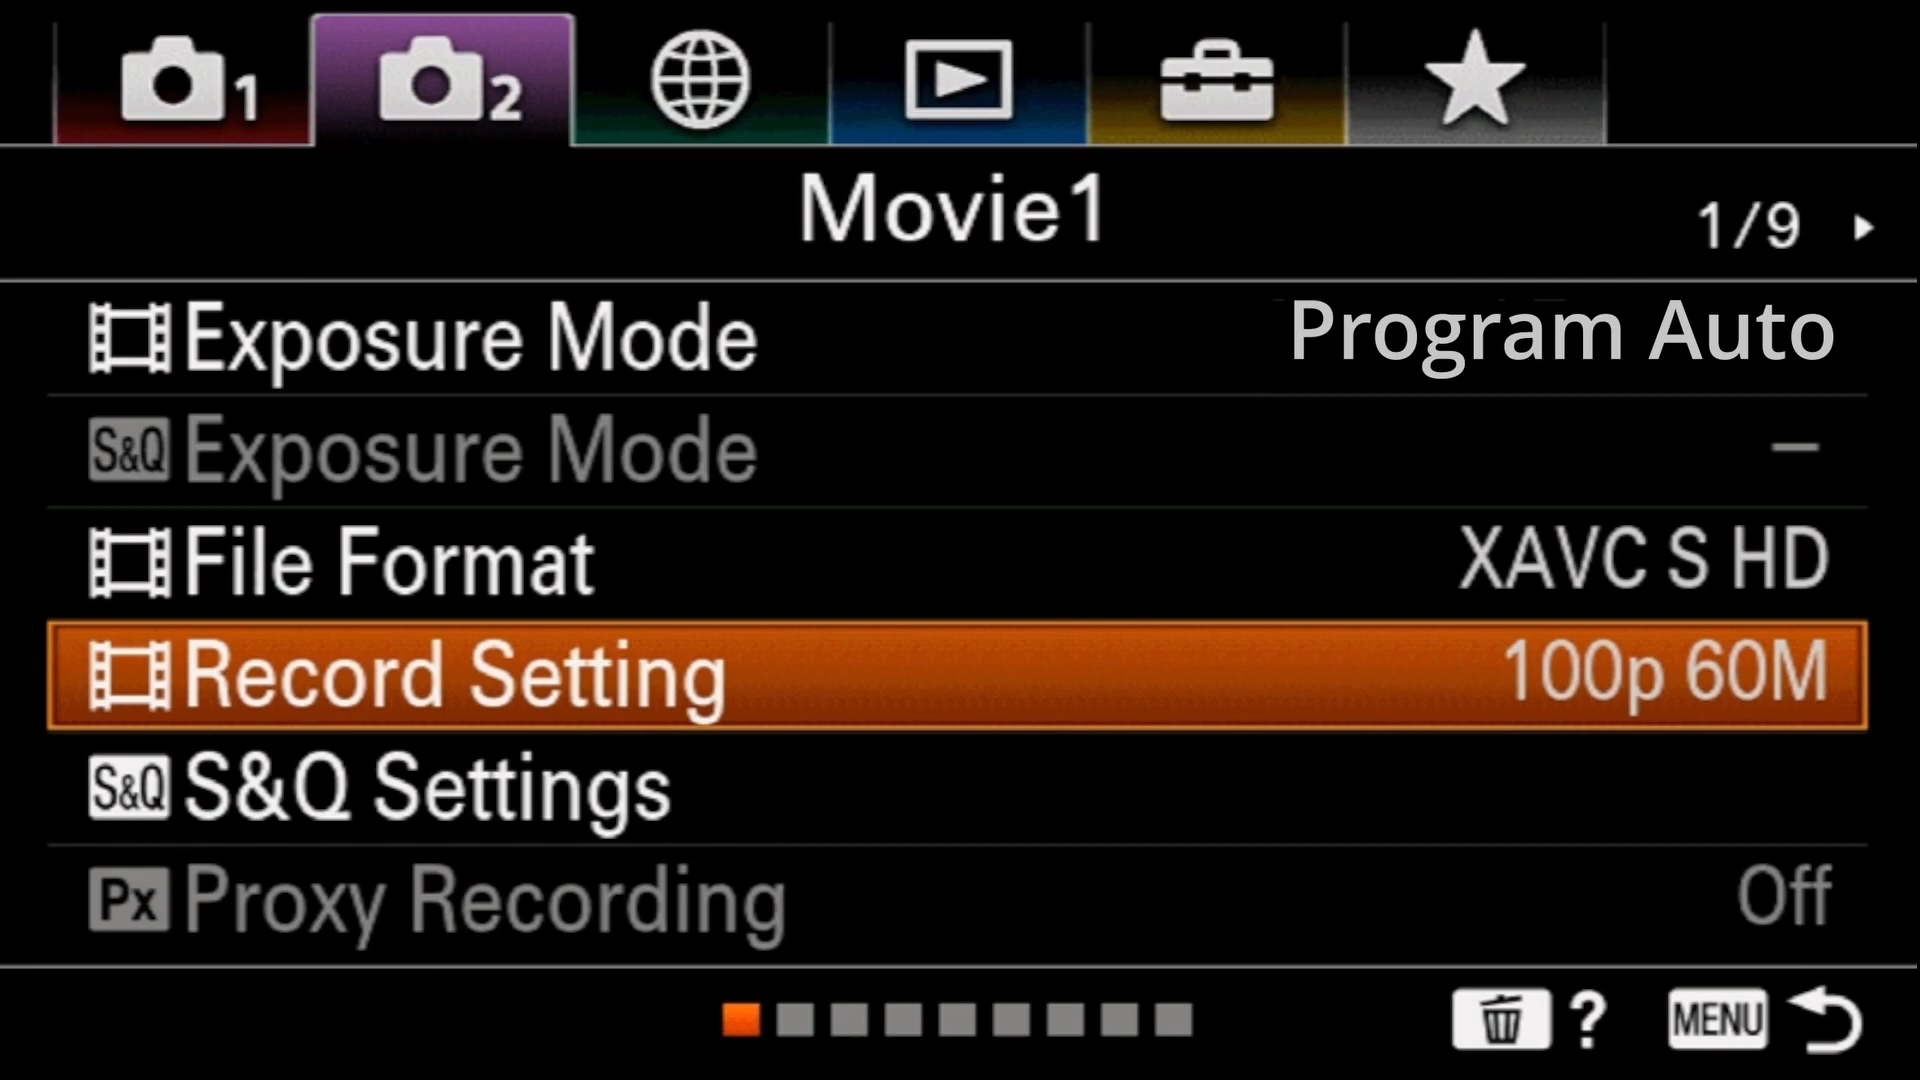 1 2
Movie1 1/9
Exposure Mode Program Auto
S&Q Exposure Mode –
File Format XAVC S HD
Record Setting 100p 60M
S&Q S&Q Settings
Px Proxy Recording Off
? MENU